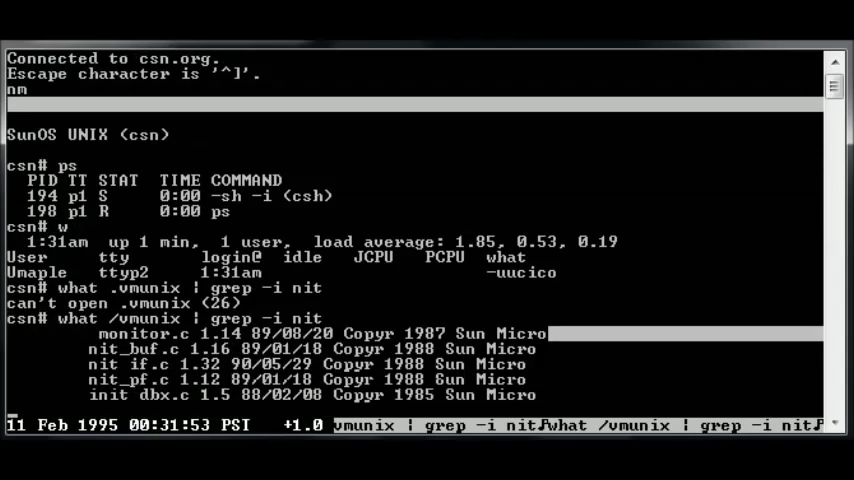 Connected to csn.org.
Escape character is '^]'.
nm
SunOS UNIX (csn)
csn# ps
  PID TT STAT  TIME COMMAND
  194 p1 S     0:00 -sh -i (csh)
  198 p1 R     0:00 ps
csn# w
  1:31am  up 1 min,  1 user,  load average: 1.85, 0.53, 0.19
User     tty       login@  idle   JCPU   PCPU  what
Umaple   ttyp2     1:31am                      -uucico
csn# what .vmunix | grep -i nit
can't open .vmunix (26)
csn# what /vmunix | grep -i nit
monitor.c 1.14 89/08/20 Copyr 1987 Sun Micro
nit_buf.c 1.16 89/01/18 Copyr 1988 Sun Micro
nit_if.c 1.32 90/05/29 Copyr 1988 Sun Micro
nit_pf.c 1.12 89/01/18 Copyr 1988 Sun Micro
init_dbx.c 1.5 88/02/08 Copyr 1985 Sun Micro
11 Feb 1995 00:31:53 PSI   +1.0 vmunix | grep -i nit♪what /vmunix | grep -i nit♪